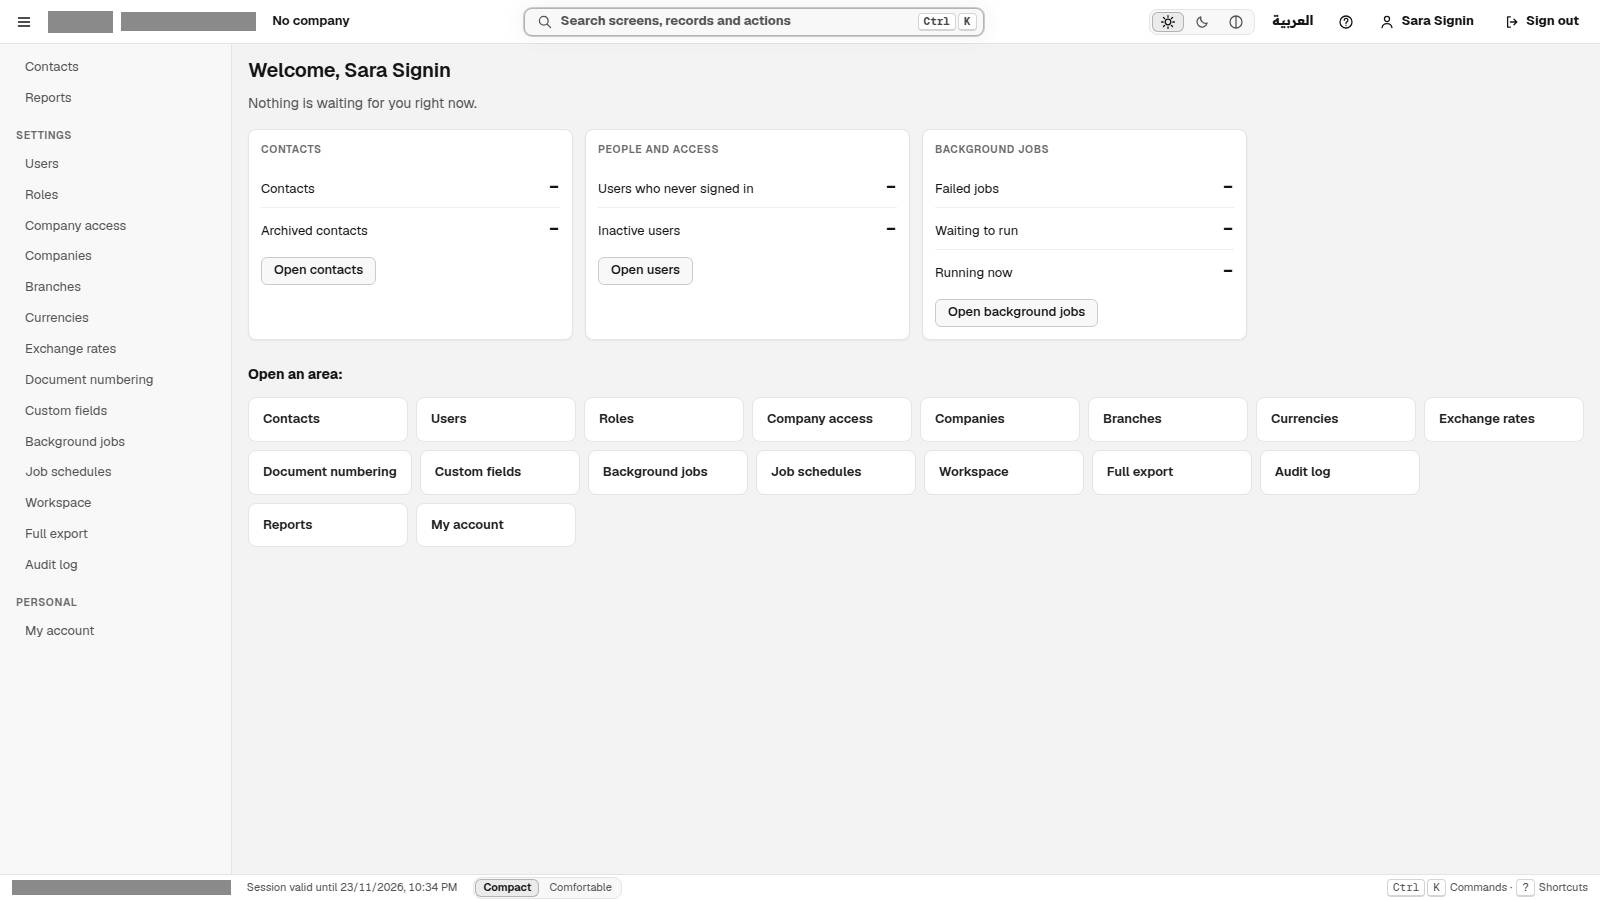 No company
Search screens, records and actions Ctrl K
العربية
Sara Signin
Sign out
Contacts
Reports
SETTINGS
Users
Roles
Company access
Companies
Branches
Currencies
Exchange rates
Document numbering
Custom fields
Background jobs
Job schedules
Workspace
Full export
Audit log
PERSONAL
My account
Welcome, Sara Signin
Nothing is waiting for you right now.
CONTACTS
Contacts –
Archived contacts –
Open contacts
PEOPLE AND ACCESS
Users who never signed in –
Inactive users –
Open users
BACKGROUND JOBS
Failed jobs –
Waiting to run –
Running now –
Open background jobs
Open an area:
Contacts Users Roles Company access Companies Branches Currencies Exchange rates
Document numbering Custom fields Background jobs Job schedules Workspace Full export Audit log
Reports My account
Session valid until 23/11/2026, 10:34 PM Compact Comfortable Ctrl K Commands · ? Shortcuts